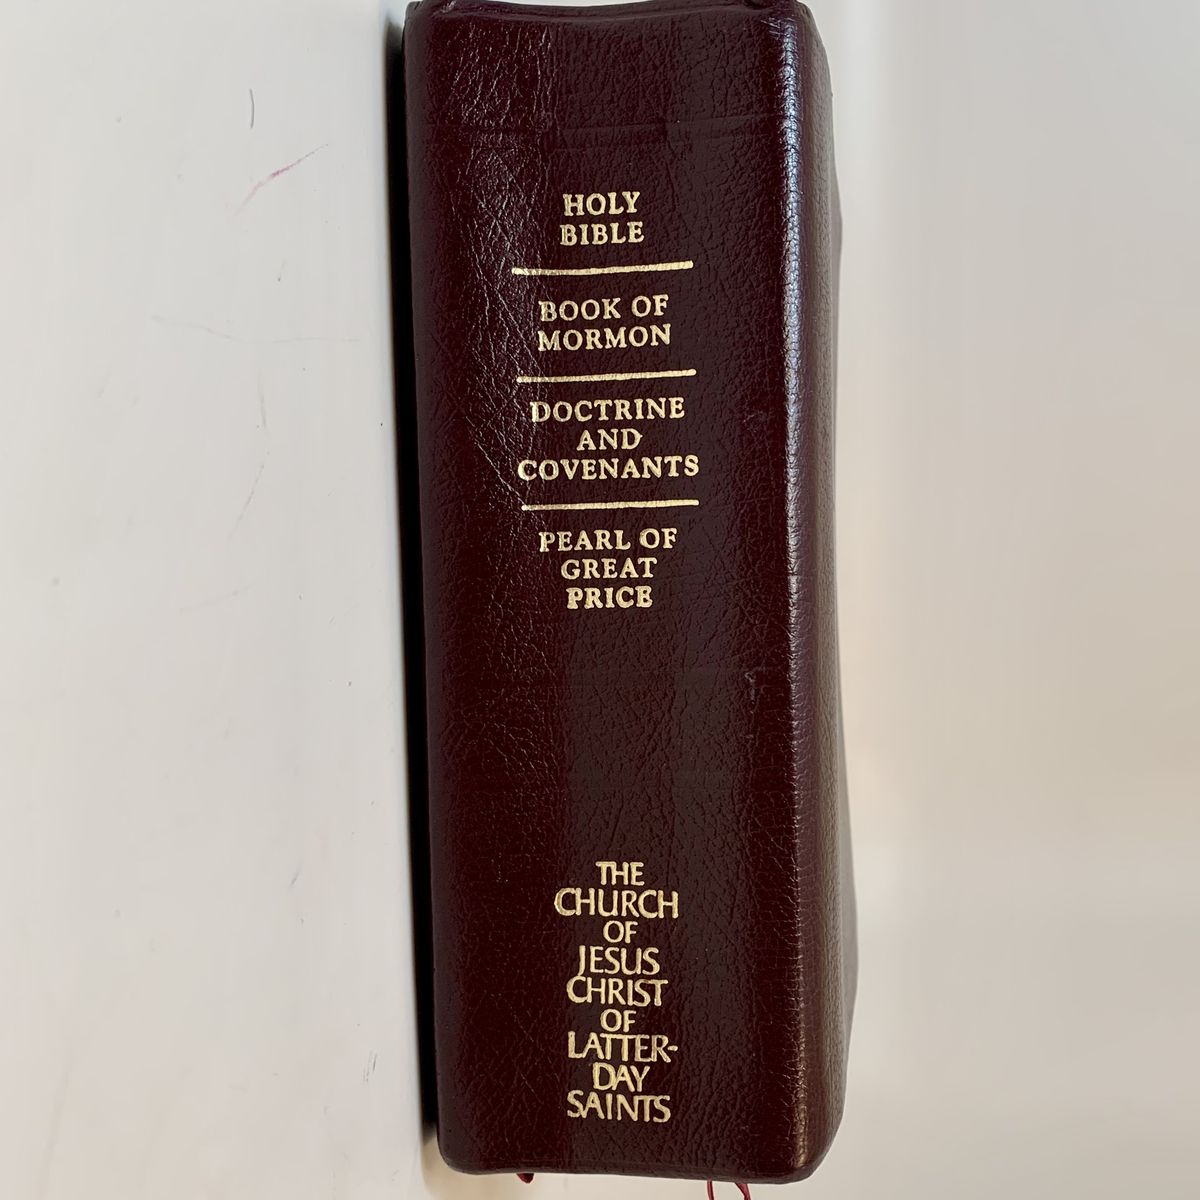 HOLY
BIBLE
BOOK OF
MORMON
DOCTRINE
AND
COVENANTS
PEARL OF
GREAT
PRICE
THE
CHURCH
OF
JESUS
CHRIST
OF
LATTER-
DAY
SAINTS